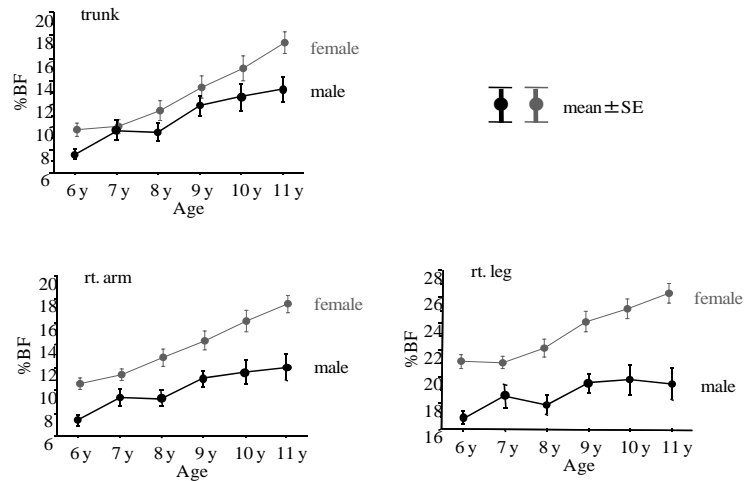 trunk
20
18
16
14
12
10
8
6
%BF
female
male
6 y 7 y 8 y 9 y 10 y 11 y
Age
mean±SE
rt. arm
20
18
16
14
12
10
8
6
%BF
female
male
6 y 7 y 8 y 9 y 10 y 11 y
Age
rt. leg
28
26
24
22
20
18
16
%BF
female
male
6 y 7 y 8 y 9 y 10 y 11 y
Age